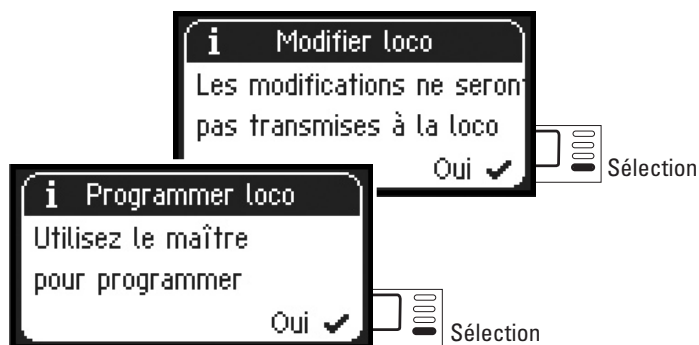 i Modifier loco
Les modifications ne seront
pas transmises à la loco
Oui ✔
Sélection
i Programmer loco
Utilisez le maître
pour programmer
Oui ✔
Sélection